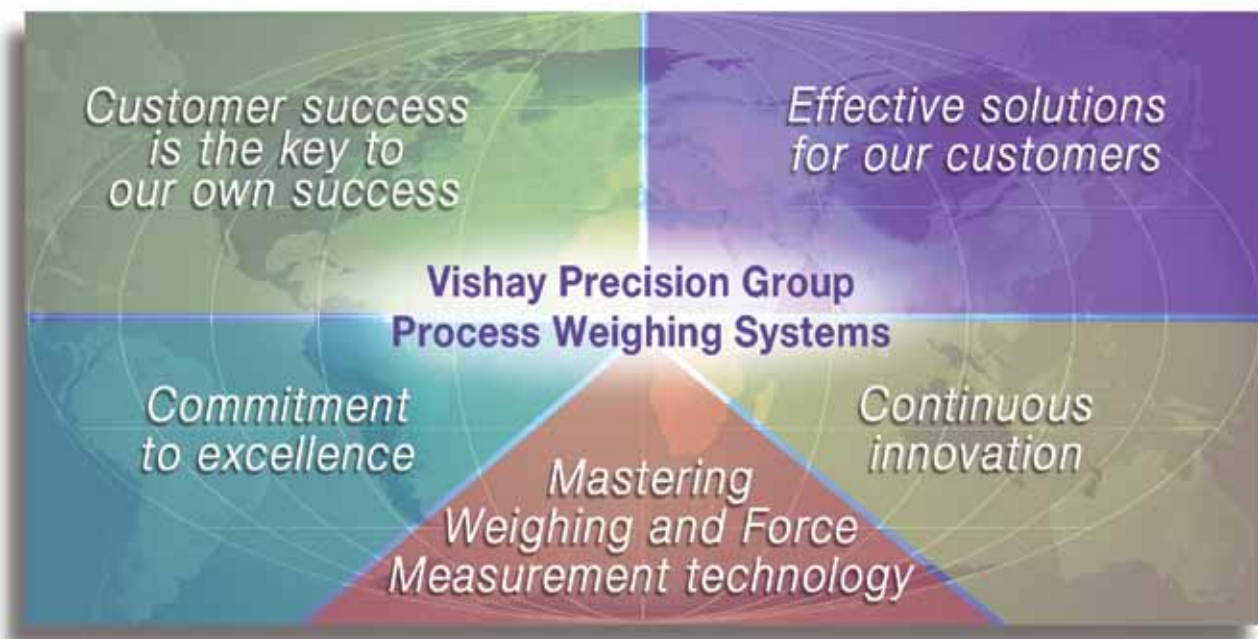 Customer success
is the key to
our own success
Effective solutions
for our customers
Vishay Precision Group
Process Weighing Systems
Commitment
to excellence
Continuous
innovation
Mastering
Weighing and Force
Measurement technology